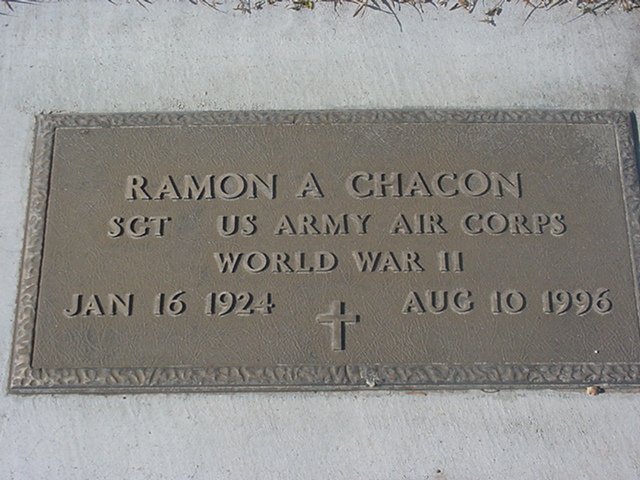 RAMON A CHACON
SGT US ARMY AIR CORPS
WORLD WAR II
JAN 16 1924 AUG 10 1996